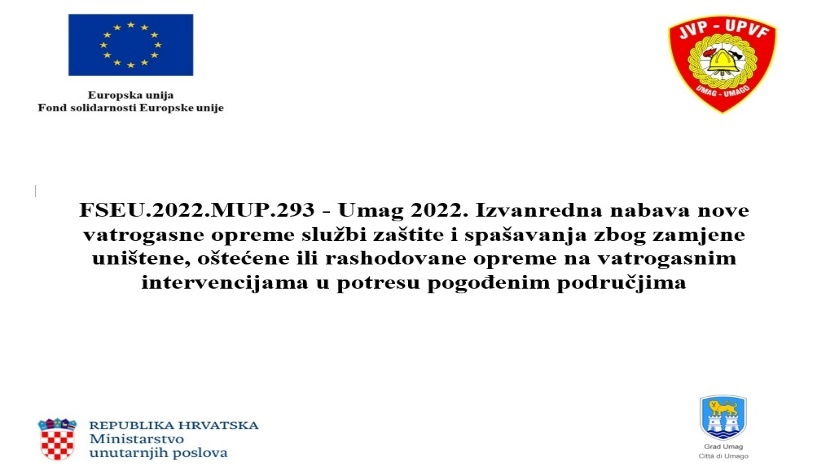 JVP - UPVF
UMAG - UMAGO
Europska unija
Fond solidarnosti Europske unije
FSEU.2022.MUP.293 - Umag 2022. Izvanredna nabava nove
vatrogasne opreme službi zaštite i spašavanja zbog zamjene
uništene, oštećene ili rashodovane opreme na vatrogasnim
intervencijama u potresu pogođenim područjima
REPUBLIKA HRVATSKA
Ministarstvo
unutarnjih poslova
Grad Umag
Città di Umago